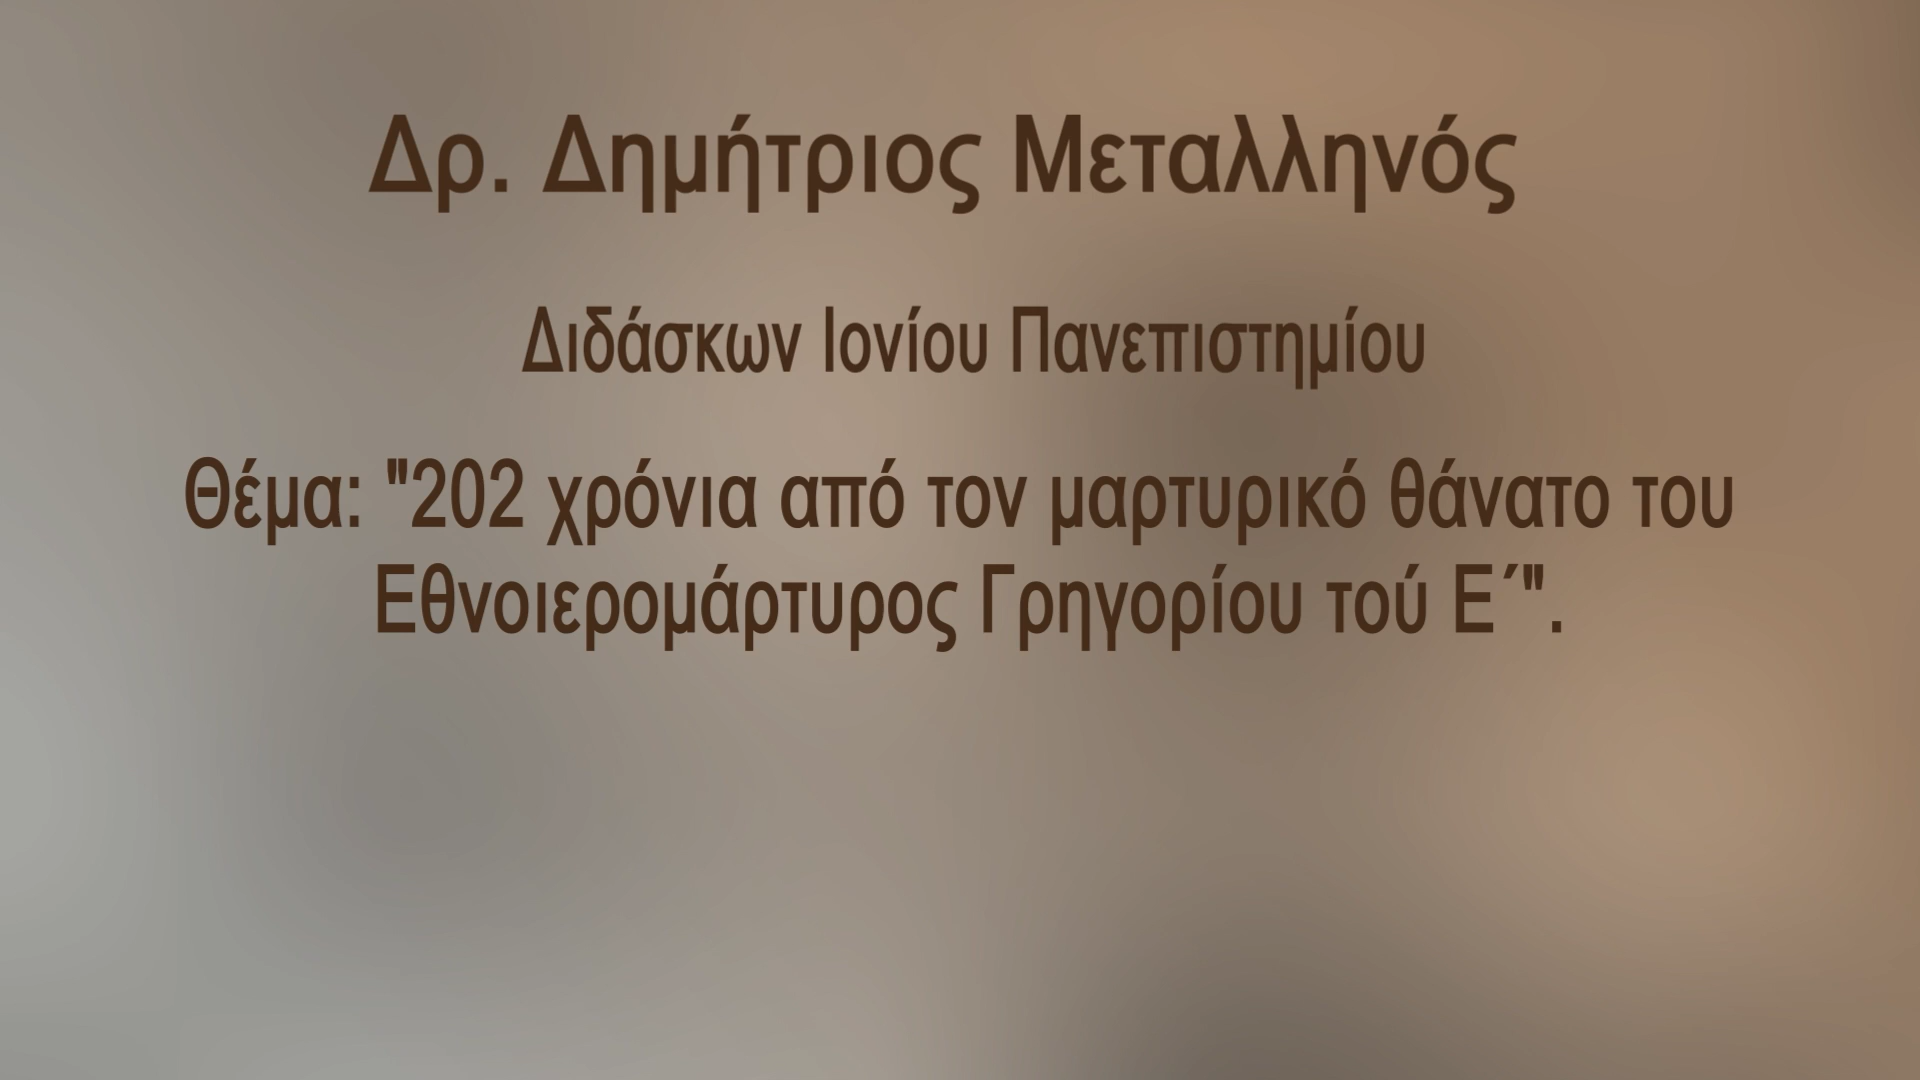 Δρ. Δημήτριος Μεταλληνός
Διδάσκων Ιονίου Πανεπιστημίου
Θέμα: "202 χρόνια από τον μαρτυρικό θάνατο του
Εθνοιερομάρτυρος Γρηγορίου τού Ε΄".